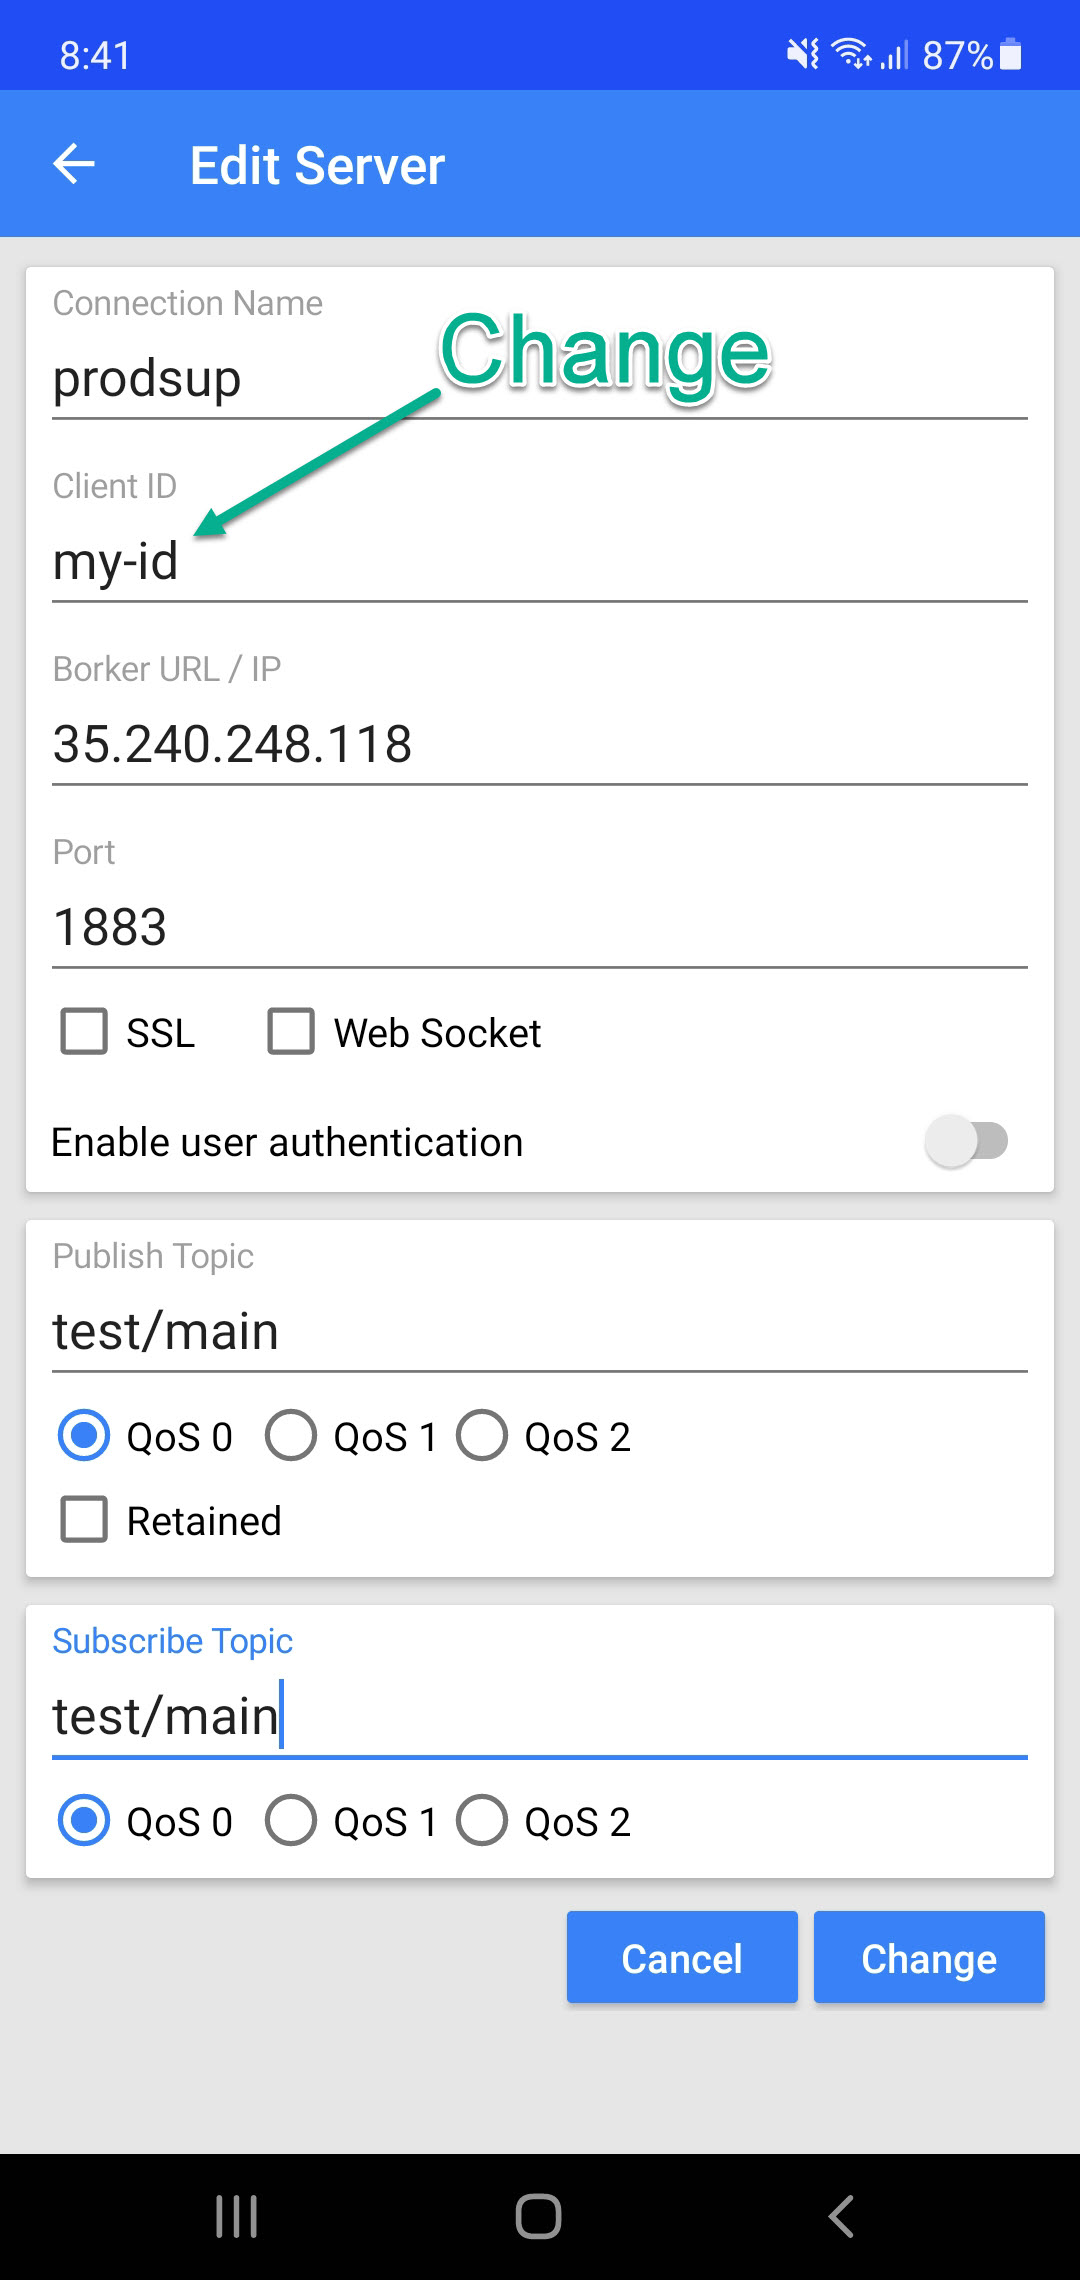 8:41 87%
Edit Server
Connection Name
Change
prodsup
Client ID
my-id
Borker URL / IP
35.240.248.118
Port
1883
SSL Web Socket
Enable user authentication
Publish Topic
test/main
QoS 0 QoS 1 QoS 2
Retained
Subscribe Topic
test/main
QoS 0 QoS 1 QoS 2
Cancel Change